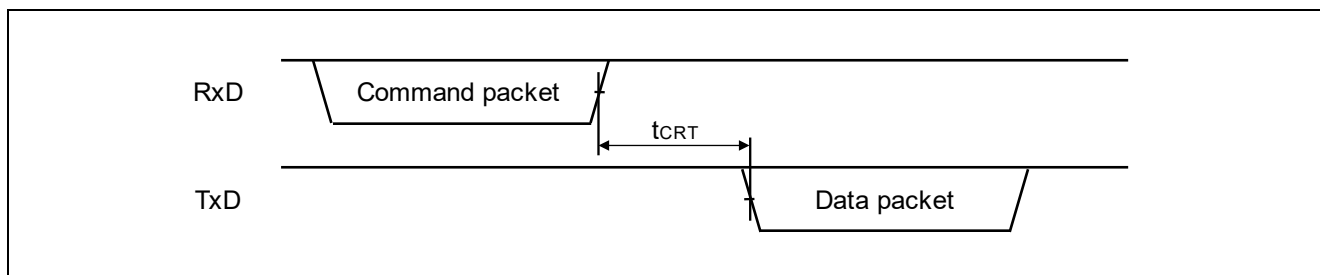 RxD
Command packet
tCRT
TxD
Data packet